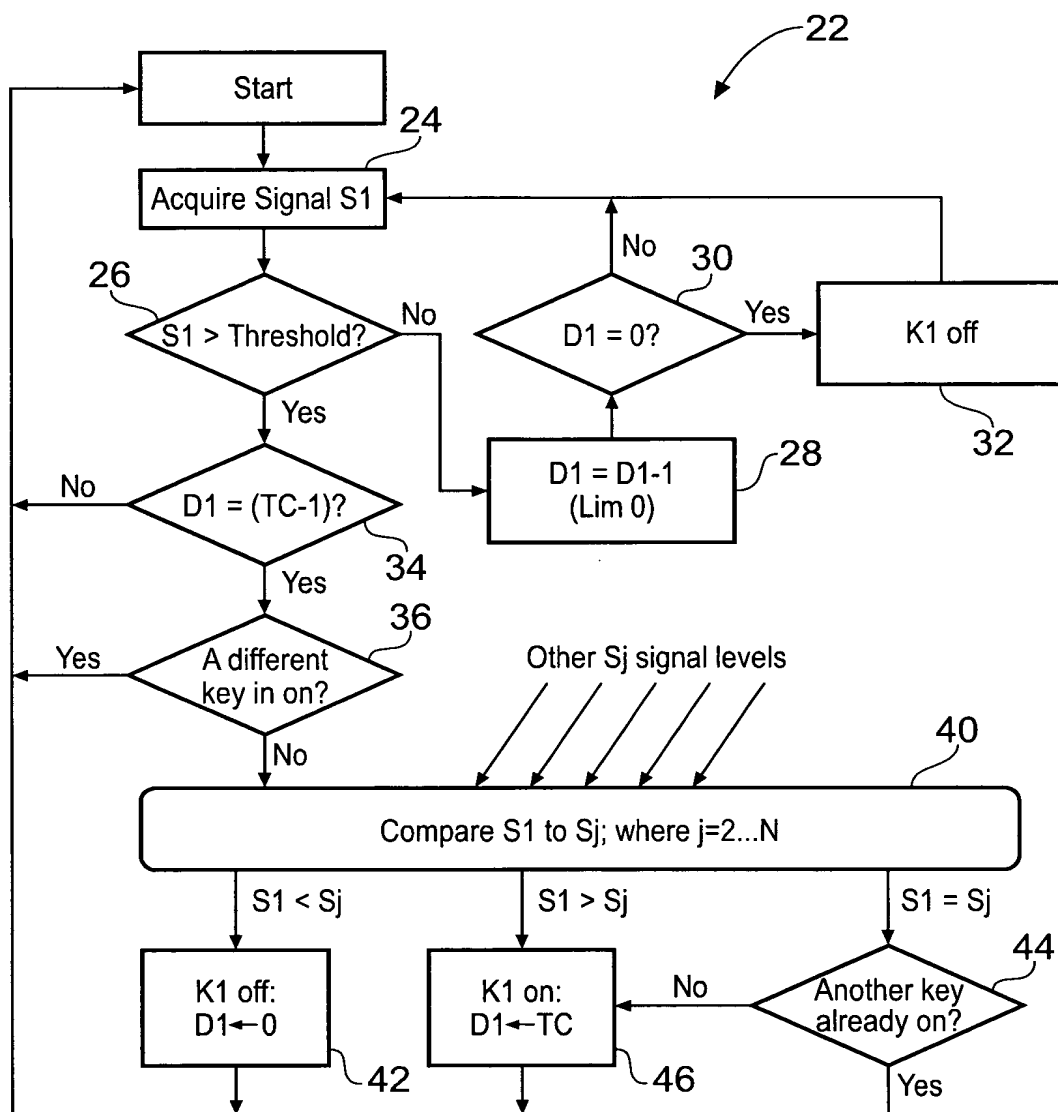 22
Start
24
Acquire Signal S1
26
S1 > Threshold?
No
Yes
No
30
D1 = 0?
Yes
K1 off
32
D1 = D1-1
(Lim 0)
28
No
D1 = (TC-1)?
34
Yes
36
Yes
A different
key in on?
No
Other Sj signal levels
40
Compare S1 to Sj; where j=2...N
S1 < Sj
S1 > Sj
S1 = Sj
K1 off:
D1←0
42
K1 on:
D1←TC
46
No
44
Another key
already on?
Yes